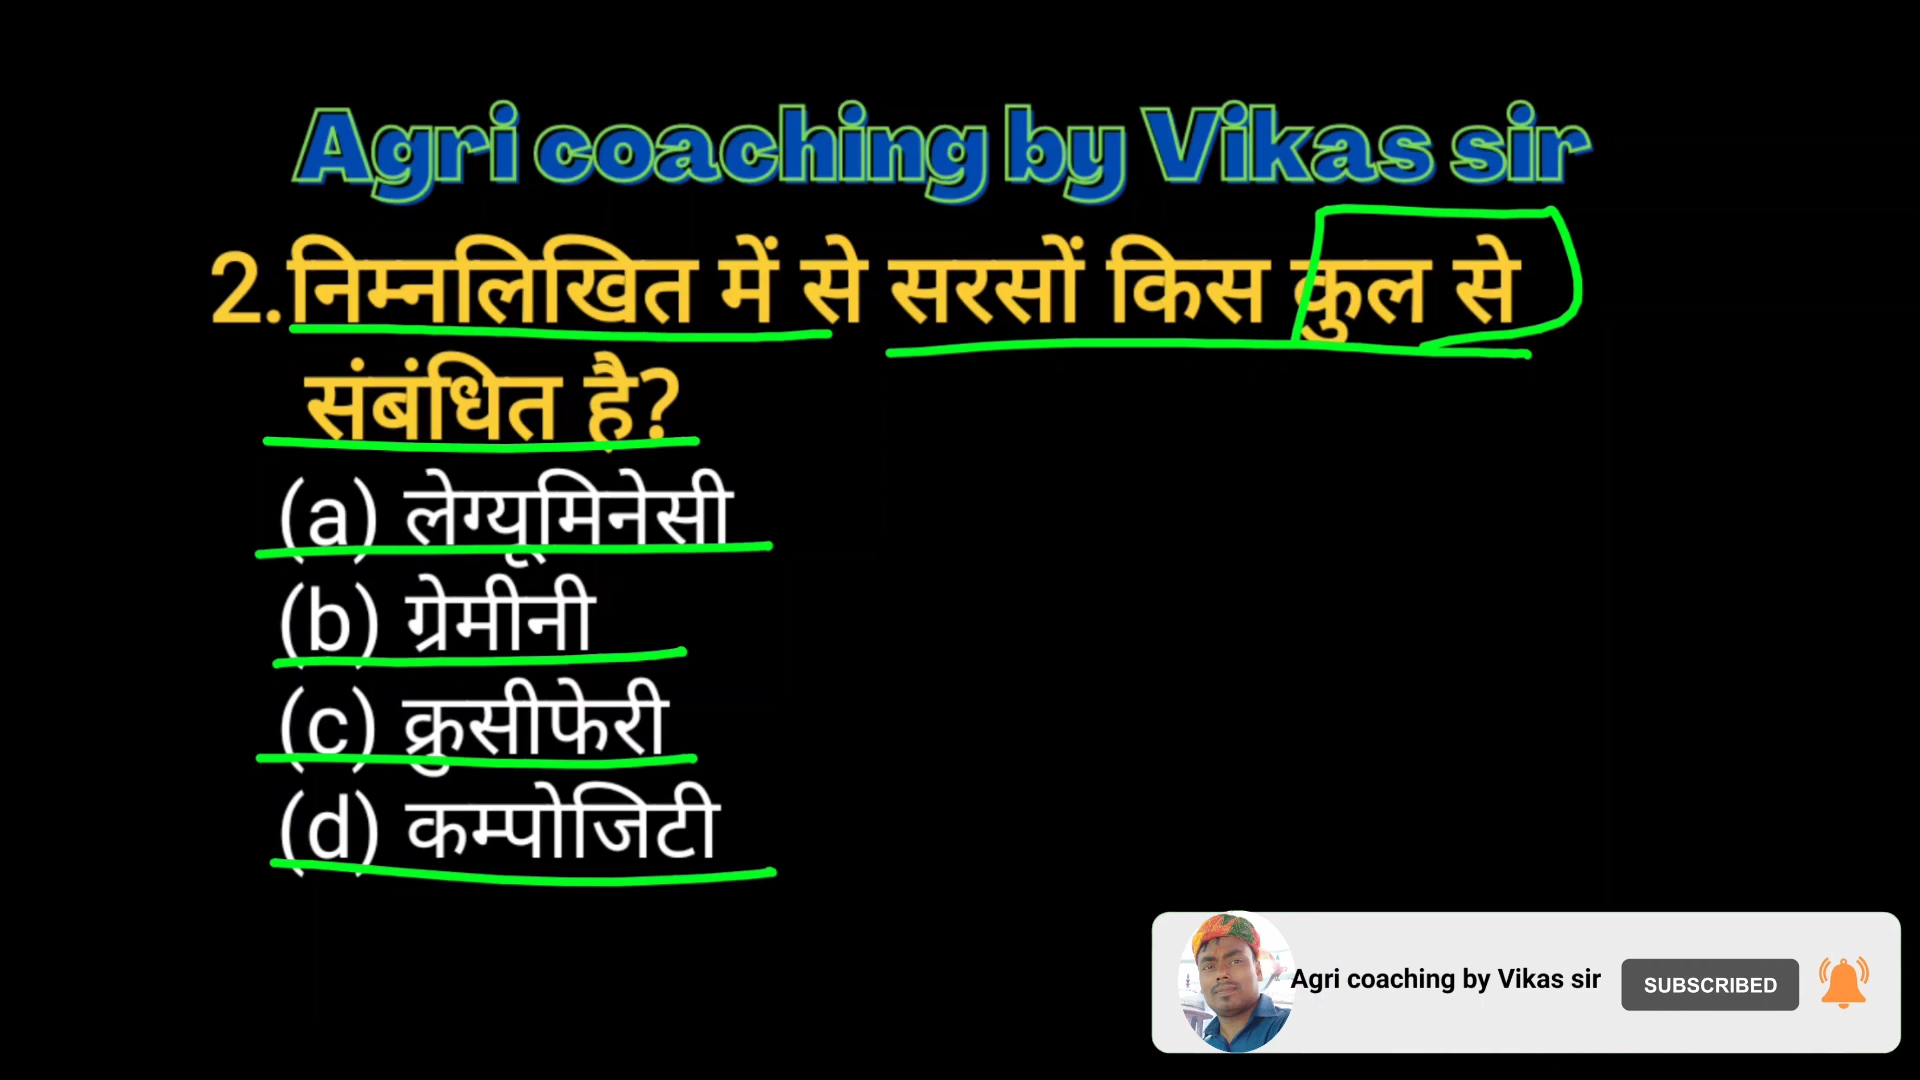 Agri coaching by Vikas sir
2.निम्नलिखित में से सरसों किस कुल से
संबंधित है?
(a) लेग्यूमिनेसी
(b) ग्रेमीनी
(c) क्रुसीफेरी
(d) कम्पोजिटी
Agri coaching by Vikas sir SUBSCRIBED